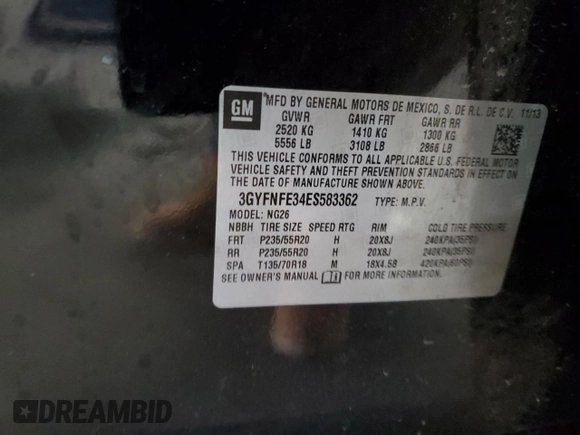 GM
MFD BY GENERAL MOTORS DE MEXICO, S. DE R.L. DE C.V. 11/13
GVWR GAWR FRT GAWR RR
2520 KG 1410 KG 1300 KG
5556 LB 3108 LB 2866 LB
THIS VEHICLE CONFORMS TO ALL APPLICABLE U.S. FEDERAL MOTOR
VEHICLE SAFETY AND THEFT PREVENTION STANDARDS IN EFFECT ON
THE DATE OF MANUFACTURE SHOWN ABOVE.
3GYFNFE34ES583362 TYPE: M.P.V.
MODEL: NG26
NBBH TIRE SIZE SPEED RTG RIM COLD TIRE PRESSURE
FRT P235/55R20 H 20X8J 240KPA(35PSI)
RR P235/55R20 H 20X8J 240KPA(35PSI)
SPA T135/70R18 M 18X4.5B 420KPA(60PSI)
SEE OWNER'S MANUAL FOR MORE INFORMATION.
DREAMBID